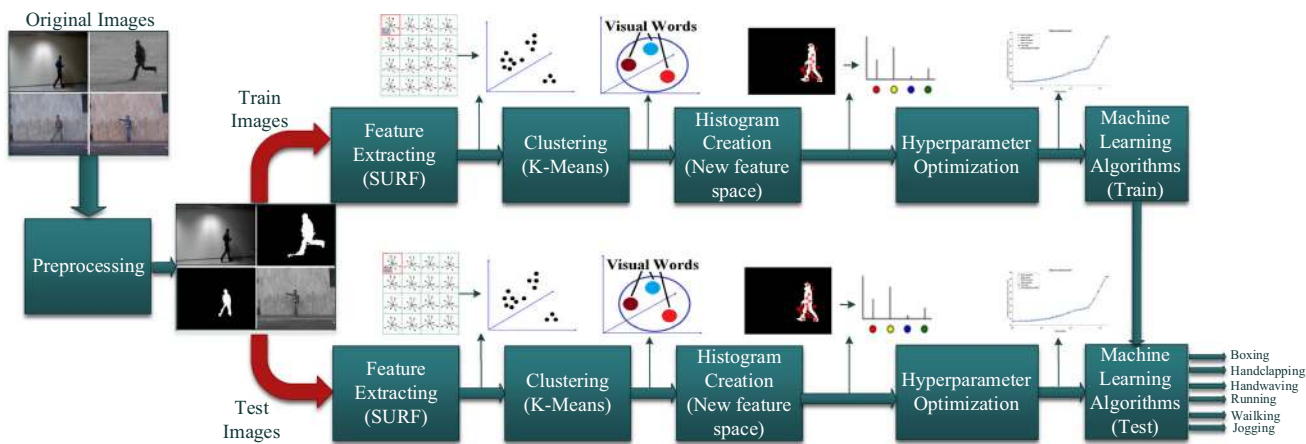 Original Images
Preprocessing
Train
Images
Feature
Extracting
(SURF)
Clustering
(K-Means)
Visual Words
Histogram
Creation
(New feature
space)
Hyperparameter
Optimization
Machine
Learning
Algorithms
(Train)
Test
Images
Feature
Extracting
(SURF)
Clustering
(K-Means)
Visual Words
Histogram
Creation
(New feature
space)
Hyperparameter
Optimization
Machine
Learning
Algorithms
(Test)
Boxing
Handclapping
Handwaving
Running
Wailking
Jogging